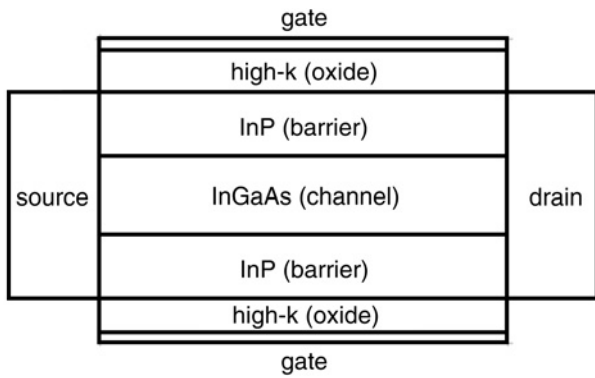 gate
high-k (oxide)
InP (barrier)
source
InGaAs (channel)
drain
InP (barrier)
high-k (oxide)
gate